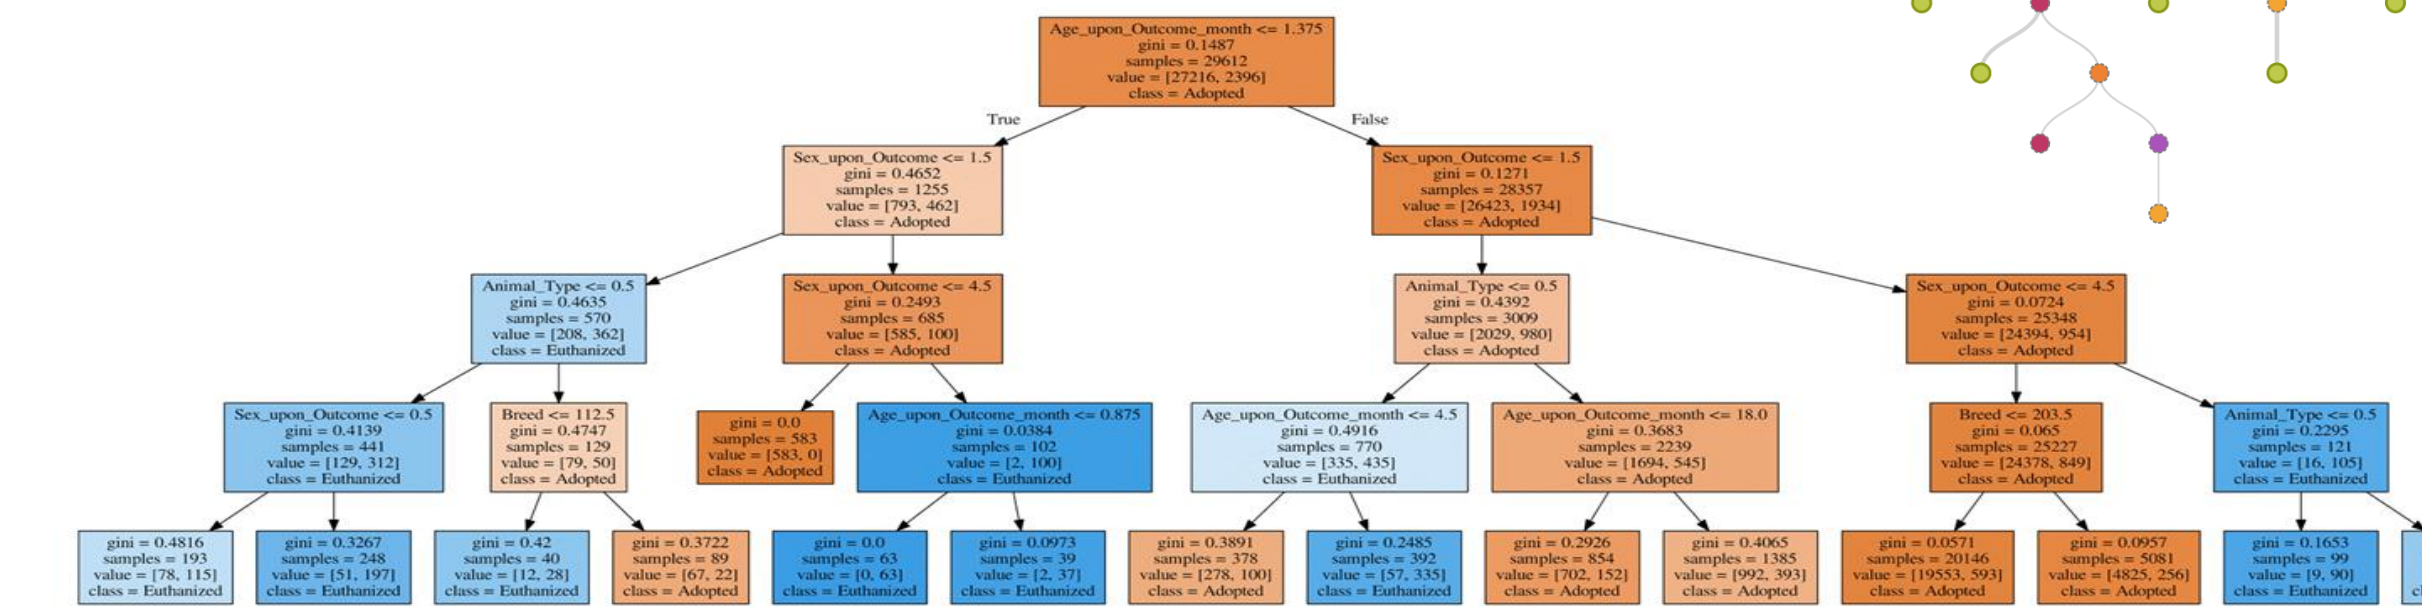 Age_upon_Outcome_month <= 1.375
gini = 0.1487
samples = 29612
value = [27216, 2396]
class = Adopted
True
False
Sex_upon_Outcome <= 1.5
gini = 0.4652
samples = 1255
value = [793, 462]
class = Adopted
Sex_upon_Outcome <= 1.5
gini = 0.1271
samples = 28357
value = [26423, 1934]
class = Adopted
Animal_Type <= 0.5
gini = 0.4635
samples = 570
value = [208, 362]
class = Euthanized
Sex_upon_Outcome <= 4.5
gini = 0.2493
samples = 685
value = [585, 100]
class = Adopted
Animal_Type <= 0.5
gini = 0.4392
samples = 3009
value = [2029, 980]
class = Adopted
Sex_upon_Outcome <= 4.5
gini = 0.0724
samples = 25348
value = [24394, 954]
class = Adopted
Sex_upon_Outcome <= 0.5
gini = 0.4139
samples = 441
value = [129, 312]
class = Euthanized
Breed <= 112.5
gini = 0.4747
samples = 129
value = [79, 50]
class = Adopted
gini = 0.0
samples = 583
value = [583, 0]
class = Adopted
Age_upon_Outcome_month <= 0.875
gini = 0.0384
samples = 102
value = [2, 100]
class = Euthanized
Age_upon_Outcome_month <= 4.5
gini = 0.4916
samples = 770
value = [335, 435]
class = Euthanized
Age_upon_Outcome_month <= 18.0
gini = 0.3683
samples = 2239
value = [1694, 545]
class = Adopted
Breed <= 203.5
gini = 0.065
samples = 25227
value = [24378, 849]
class = Adopted
Animal_Type <= 0.5
gini = 0.2295
samples = 121
value = [16, 105]
class = Euthanized
gini = 0.4816
samples = 193
value = [78, 115]
class = Euthanized
gini = 0.3267
samples = 248
value = [51, 197]
class = Euthanized
gini = 0.42
samples = 40
value = [12, 28]
class = Euthanized
gini = 0.3722
samples = 89
value = [67, 22]
class = Adopted
gini = 0.0
samples = 63
value = [0, 63]
class = Euthanized
gini = 0.0973
samples = 39
value = [2, 37]
class = Euthanized
gini = 0.3891
samples = 378
value = [278, 100]
class = Adopted
gini = 0.2485
samples = 392
value = [57, 335]
class = Euthanized
gini = 0.2926
samples = 854
value = [702, 152]
class = Adopted
gini = 0.4065
samples = 1385
value = [992, 393]
class = Adopted
gini = 0.0571
samples = 20146
value = [19553, 593]
class = Adopted
gini = 0.0957
samples = 5081
value = [4825, 256]
class = Adopted
gini = 0.1653
samples = 99
value = [9, 90]
class = Euthanized